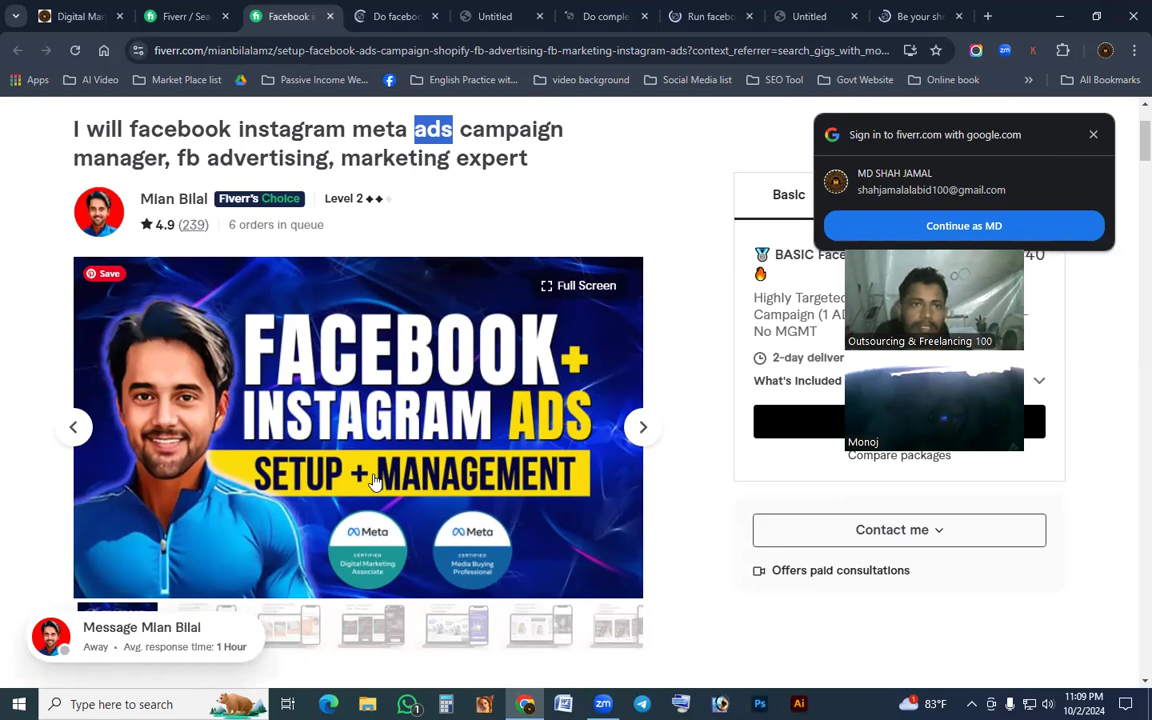 Digital Mar
Fiverr / Sea
Facebook i
Do faceboo
Untitled
Do comple
Run facebo
Untitled
Be your sho
fiverr.com/mianbilalamz/setup-facebook-ads-campaign-shopify-fb-advertising-fb-marketing-instagram-ads?context_referrer=search_gigs_with_mo...
Apps
AI Video
Market Place list
Passive Income We...
English Practice wit...
video background
Social Media list
SEO Tool
Govt Website
Online book
»
All Bookmarks
I will facebook instagram meta ads campaign
manager, fb advertising, marketing expert
Mian Bilal
Fiverr's Choice
Level 2
4.9 (239)
6 orders in queue
Save
Full Screen
FACEBOOK+
INSTAGRAM ADS
SETUP + MANAGEMENT
Meta
CERTIFIED
Digital Marketing
Associate
Meta
CERTIFIED
Media Buying
Professional
Message Mian Bilal
Away • Avg. response time: 1 Hour
Sign in to fiverr.com with google.com
MD SHAH JAMAL
shahjamalalabid100@gmail.com
Continue as MD
Basic
BASIC Face
40
Highly Targeted
Campaign (1 AD
No MGMT
2-day deliver
What's Included
Outsourcing & Freelancing 100
Monoj
Compare packages
Contact me
Offers paid consultations
Type here to search
1
83°F
11:09 PM
10/2/2024